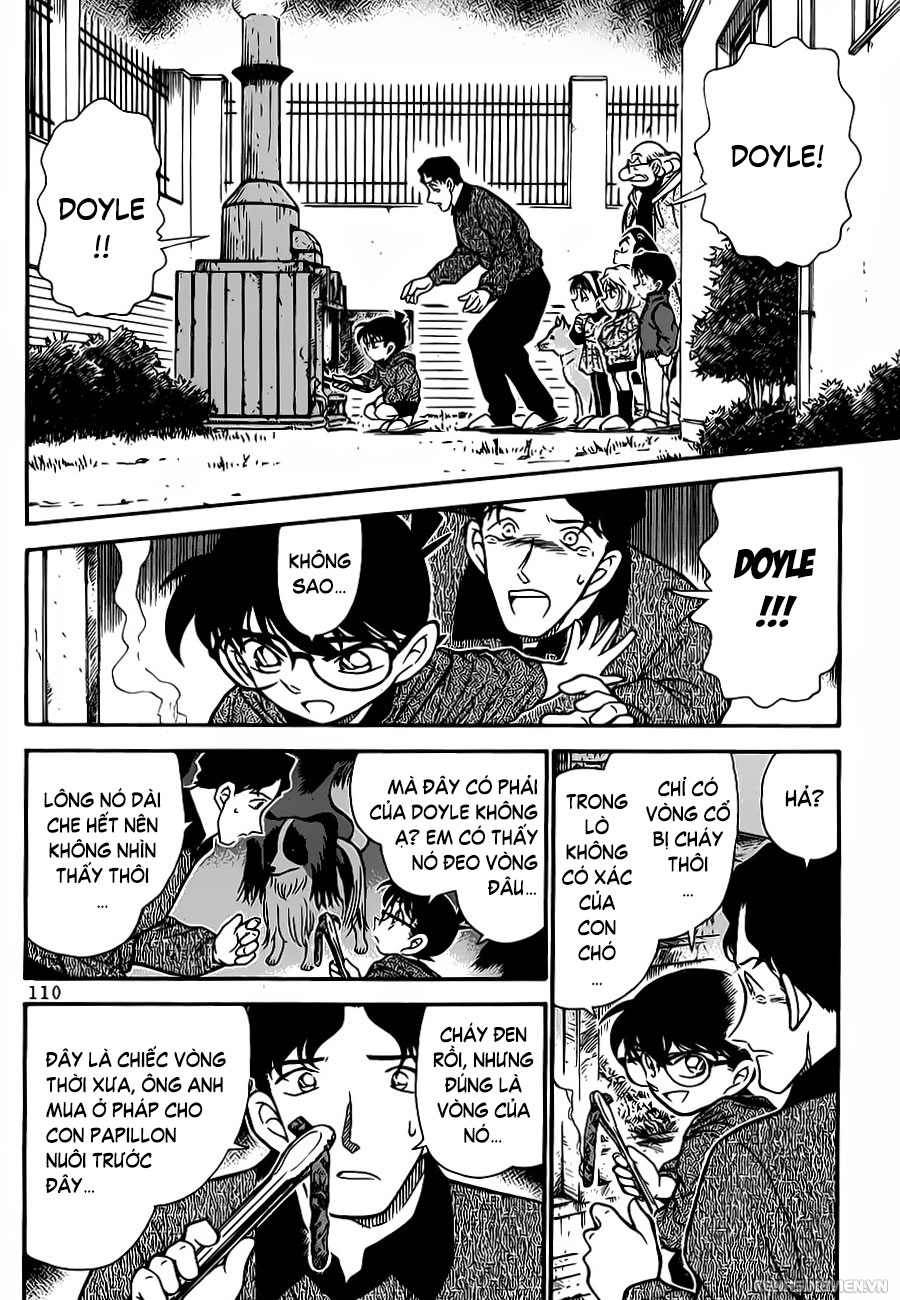 DOYLE!
DOYLE
!!
DOYLE
!!!
KHÔNG
SAO...
HẢ?
CHỈ CÓ
VÒNG CỔ
BỊ CHÁY
THÔI
...
TRONG
LÒ
KHÔNG
CÓ XÁC
CỦA
CON
CHÓ
...
MÀ ĐÂY CÓ PHẢI
CỦA DOYLE KHÔNG
Ạ? EM CÓ THẤY
NÓ ĐEO VÒNG
ĐÂU...
LÔNG NÓ DÀI
CHE HẾT NÊN
KHÔNG NHÌN
THẤY THÔI
...
110
CHÁY ĐEN
RỒI, NHƯNG
ĐÚNG LÀ
VÒNG CỦA
NÓ...
ĐÂY LÀ CHIẾC VÒNG
THỜI XƯA, ÔNG ANH
MUA Ở PHÁP CHO
CON PAPILLON
NUÔI TRƯỚC
ĐÂY...